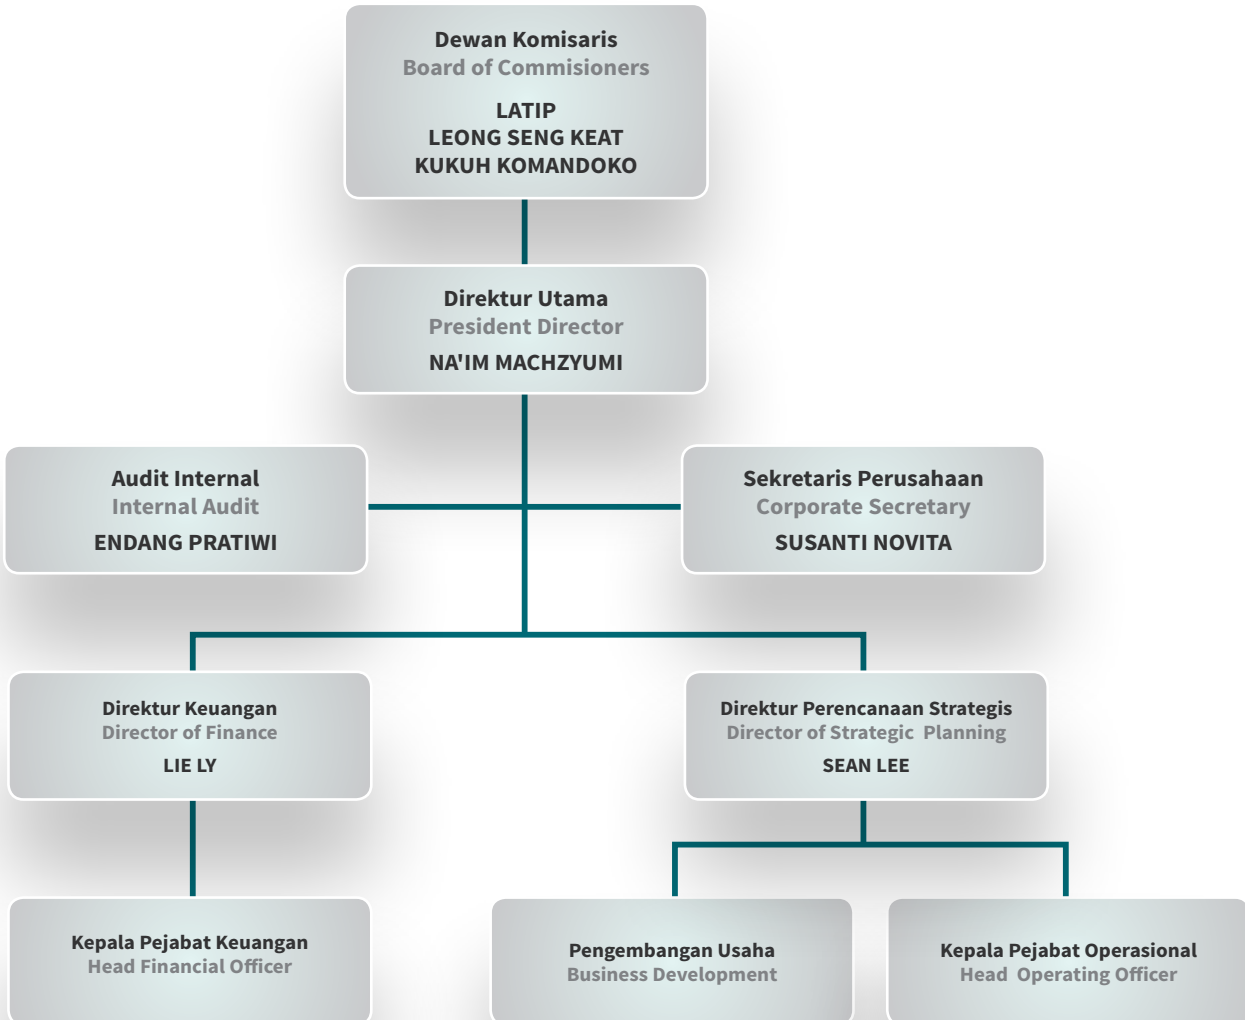 Dewan Komisaris
Board of Commisioners
LATIP
LEONG SENG KEAT
KUKUH KOMANDOKO
Direktur Utama
President Director
NA'IM MACHZYUMI
Audit Internal
Internal Audit
ENDANG PRATIWI
Sekretaris Perusahaan
Corporate Secretary
SUSANTI NOVITA
Direktur Keuangan
Director of Finance
LIE LY
Direktur Perencanaan Strategis
Director of Strategic Planning
SEAN LEE
Kepala Pejabat Keuangan
Head Financial Officer
Pengembangan Usaha
Business Development
Kepala Pejabat Operasional
Head Operating Officer